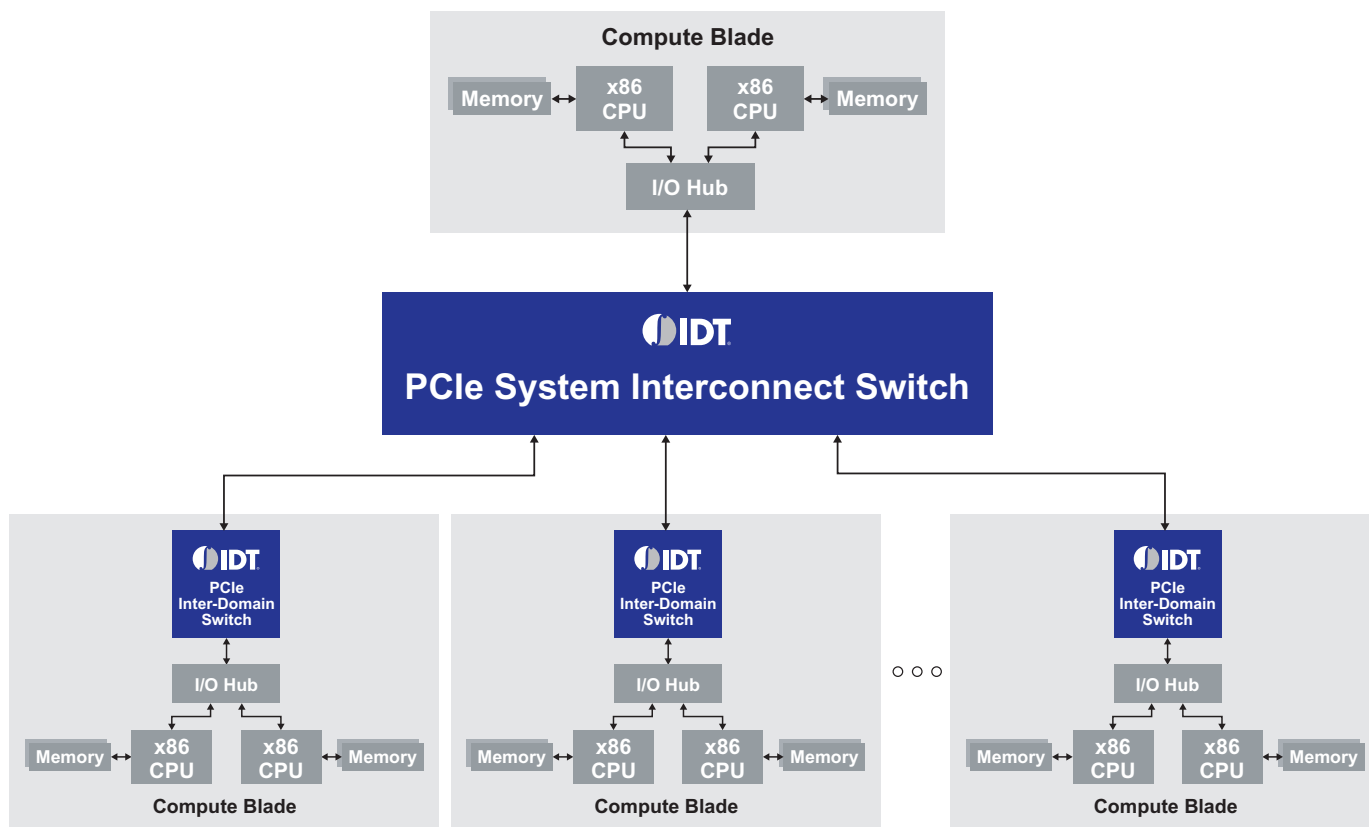 Compute Blade
Memory
x86
CPU
x86
CPU
Memory
I/O Hub
IDT
PCIe System Interconnect Switch
IDT
PCIe
Inter-Domain
Switch
I/O Hub
Memory
x86
CPU
x86
CPU
Memory
Compute Blade
IDT
PCIe
Inter-Domain
Switch
I/O Hub
Memory
x86
CPU
x86
CPU
Memory
Compute Blade
IDT
PCIe
Inter-Domain
Switch
I/O Hub
Memory
x86
CPU
x86
CPU
Memory
Compute Blade